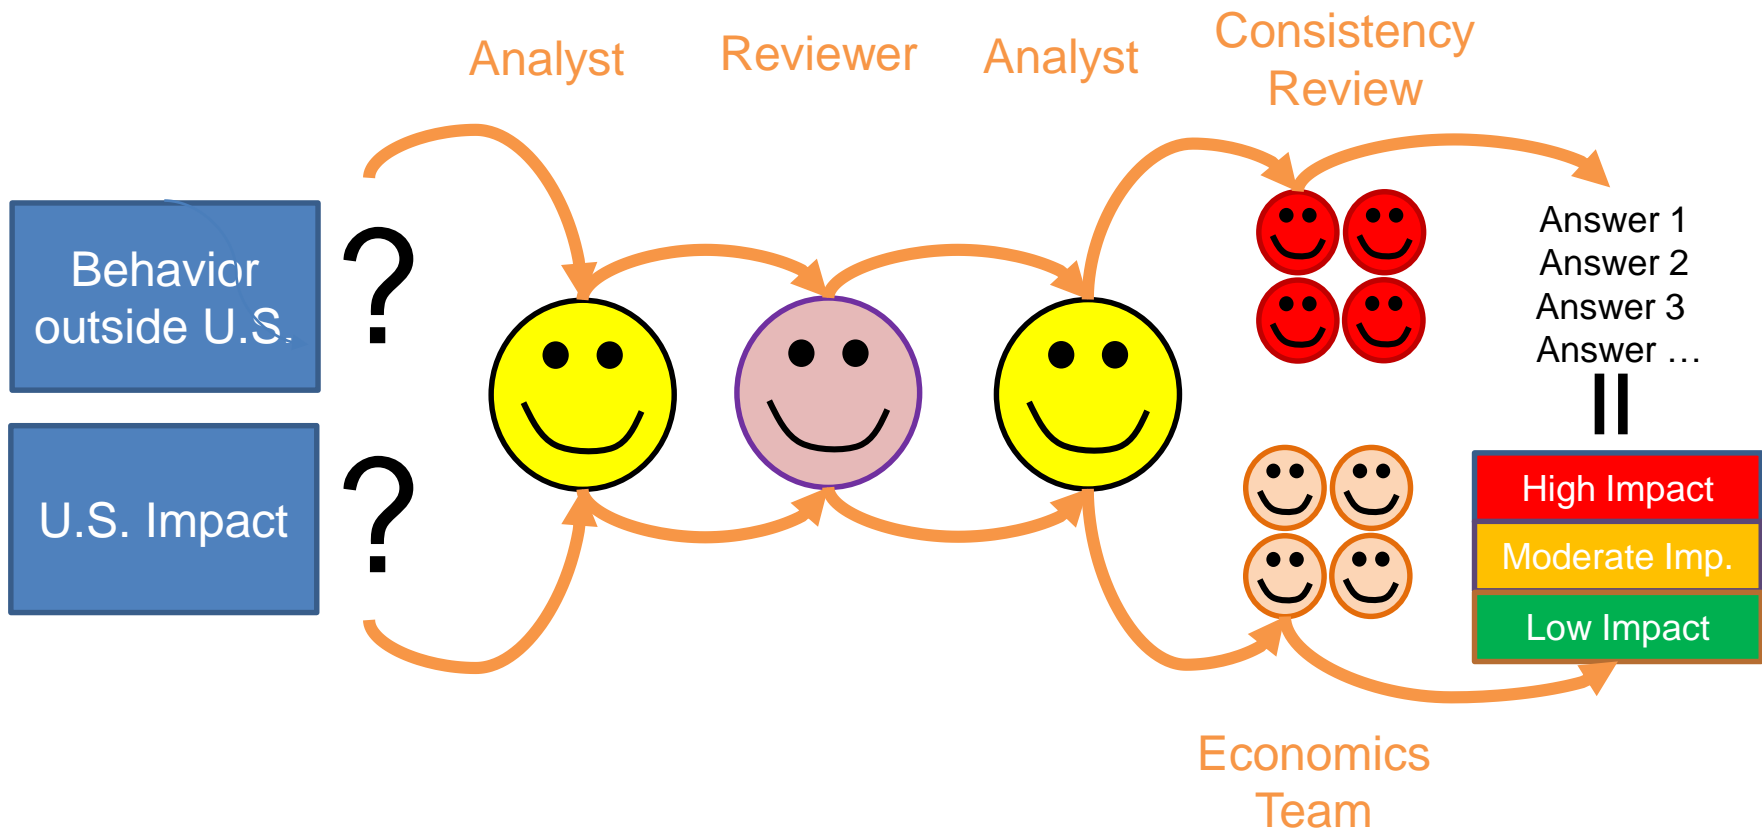 Analyst
Reviewer
Analyst
Consistency
Review
Behavior
outside U.S.
?
U.S. Impact
?
Answer 1
Answer 2
Answer 3
Answer …
High Impact
Moderate Imp.
Low Impact
Economics
Team